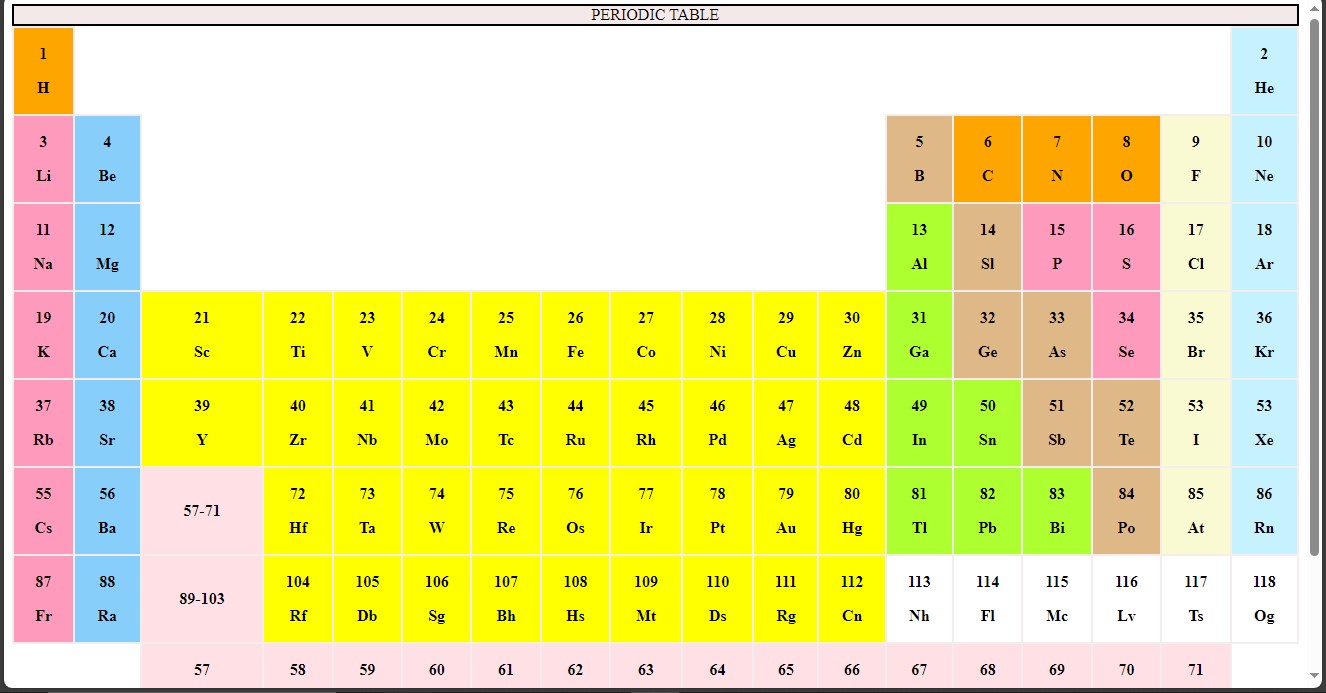 PERIODIC TABLE
1 2
H He
3 4 5 6 7 8 9 10
Li Be B C N O F Ne
11 12 13 14 15 16 17 18
Na Mg Al Sl P S Cl Ar
19 20 21 22 23 24 25 26 27 28 29 30 31 32 33 34 35 36
K Ca Sc Ti V Cr Mn Fe Co Ni Cu Zn Ga Ge As Se Br Kr
37 38 39 40 41 42 43 44 45 46 47 48 49 50 51 52 53 53
Rb Sr Y Zr Nb Mo Tc Ru Rh Pd Ag Cd In Sn Sb Te I Xe
55 56 57-71 72 73 74 75 76 77 78 79 80 81 82 83 84 85 86
Cs Ba Hf Ta W Re Os Ir Pt Au Hg Tl Pb Bi Po At Rn
87 88 89-103 104 105 106 107 108 109 110 111 112 113 114 115 116 117 118
Fr Ra Rf Db Sg Bh Hs Mt Ds Rg Cn Nh Fl Mc Lv Ts Og
57 58 59 60 61 62 63 64 65 66 67 68 69 70 71